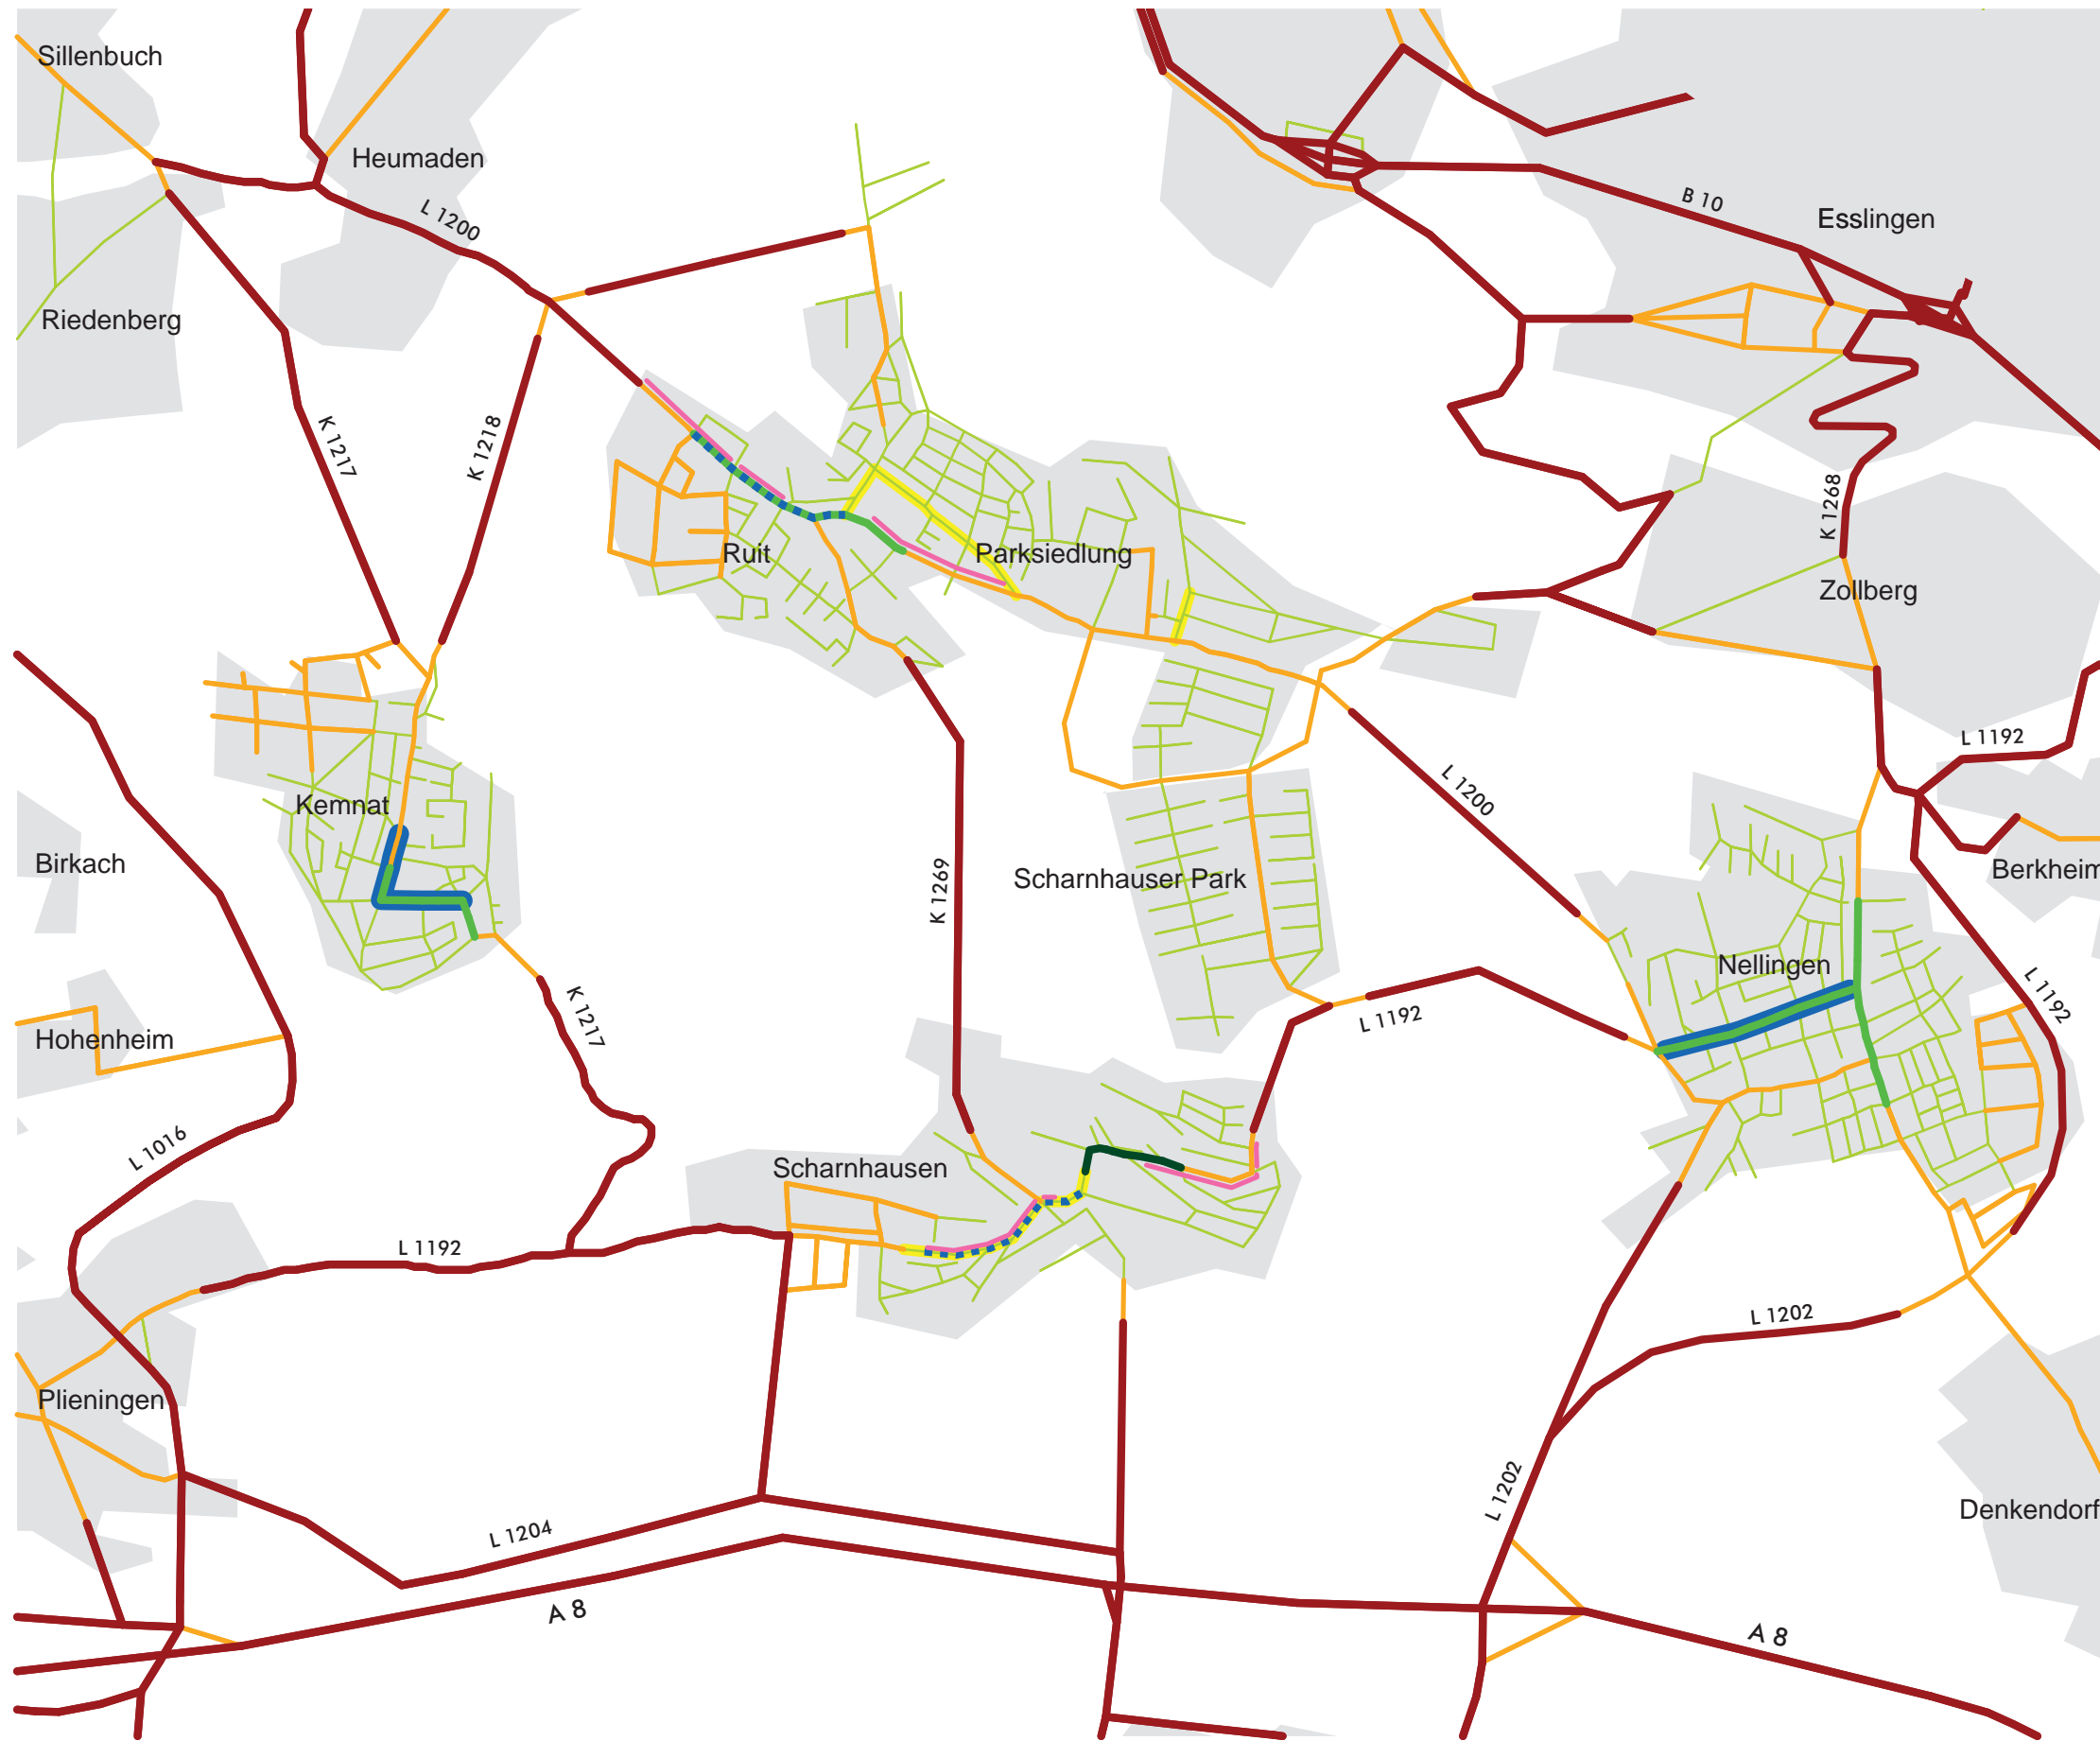 Sillenbuch
Heumaden
L 1200
B 10
Esslingen
Riedenberg
K 1217
K 1218
K 1268
Ruit
Parksiedlung
Zollberg
L 1192
L 1200
Kemnat
Birkach
K 1269
Scharnhauser Park
Berkheim
Nellingen
L 1192
L 1192
K 1217
Hohenheim
L 1016
Scharnhausen
L 1192
L 1202
Plieningen
L 1202
Denkendorf
L 1204
A 8
A 8